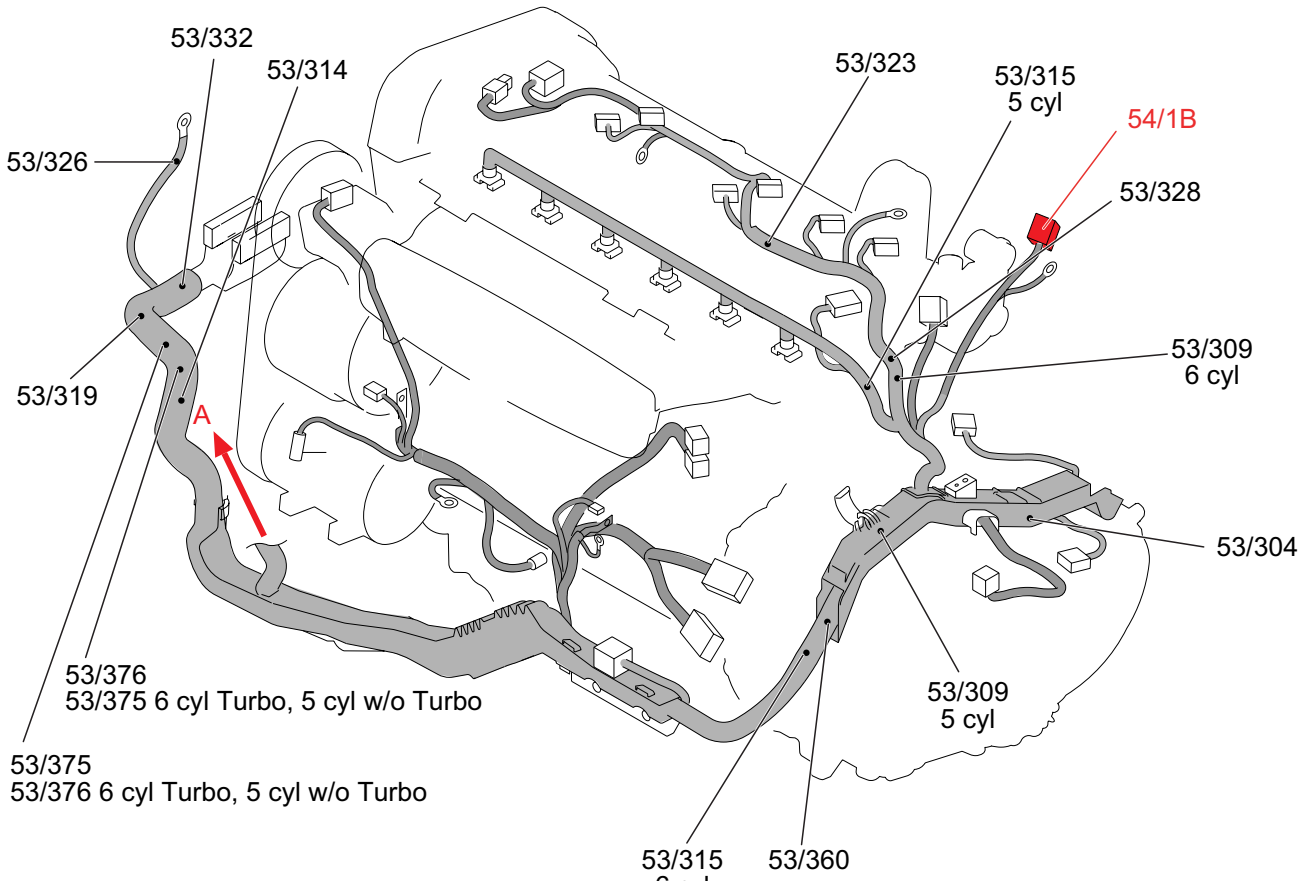 53/332
53/314
53/323
53/315
5 cyl
54/1B
53/326
53/328
53/309
6 cyl
53/319
A
53/304
53/376
53/375 6 cyl Turbo, 5 cyl w/o Turbo
53/309
5 cyl
53/375
53/376 6 cyl Turbo, 5 cyl w/o Turbo
53/315
53/360